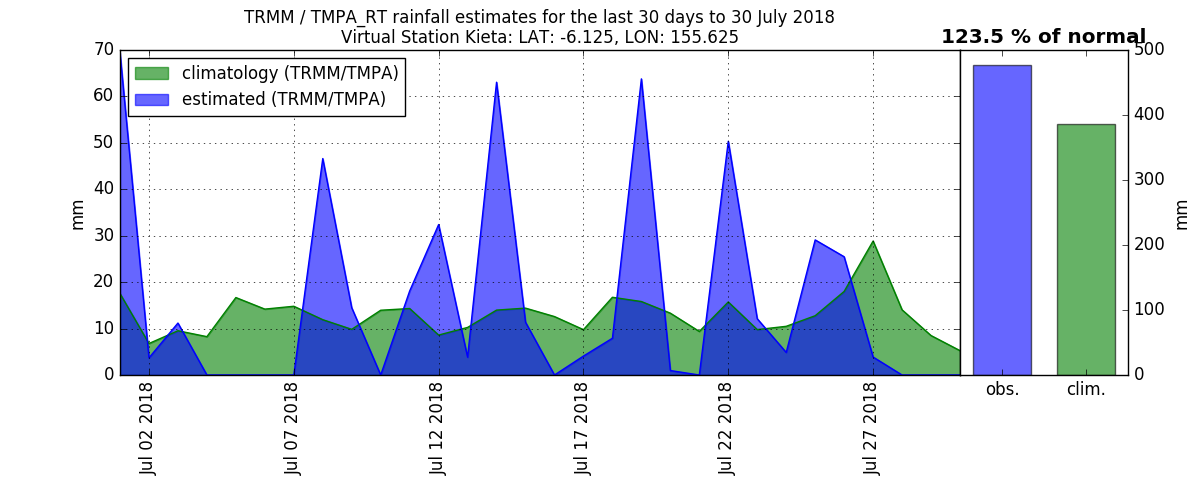 TRMM / TMPA_RT rainfall estimates for the last 30 days to 30 July 2018
Virtual Station Kieta: LAT: -6.125, LON: 155.625
123.5 % of normal
climatology (TRMM/TMPA)
estimated (TRMM/TMPA)
70
60
50
40
30
20
10
0
mm
Jul 02 2018
Jul 07 2018
Jul 12 2018
Jul 17 2018
Jul 22 2018
Jul 27 2018
500
400
300
200
100
0
mm
obs.
clim.